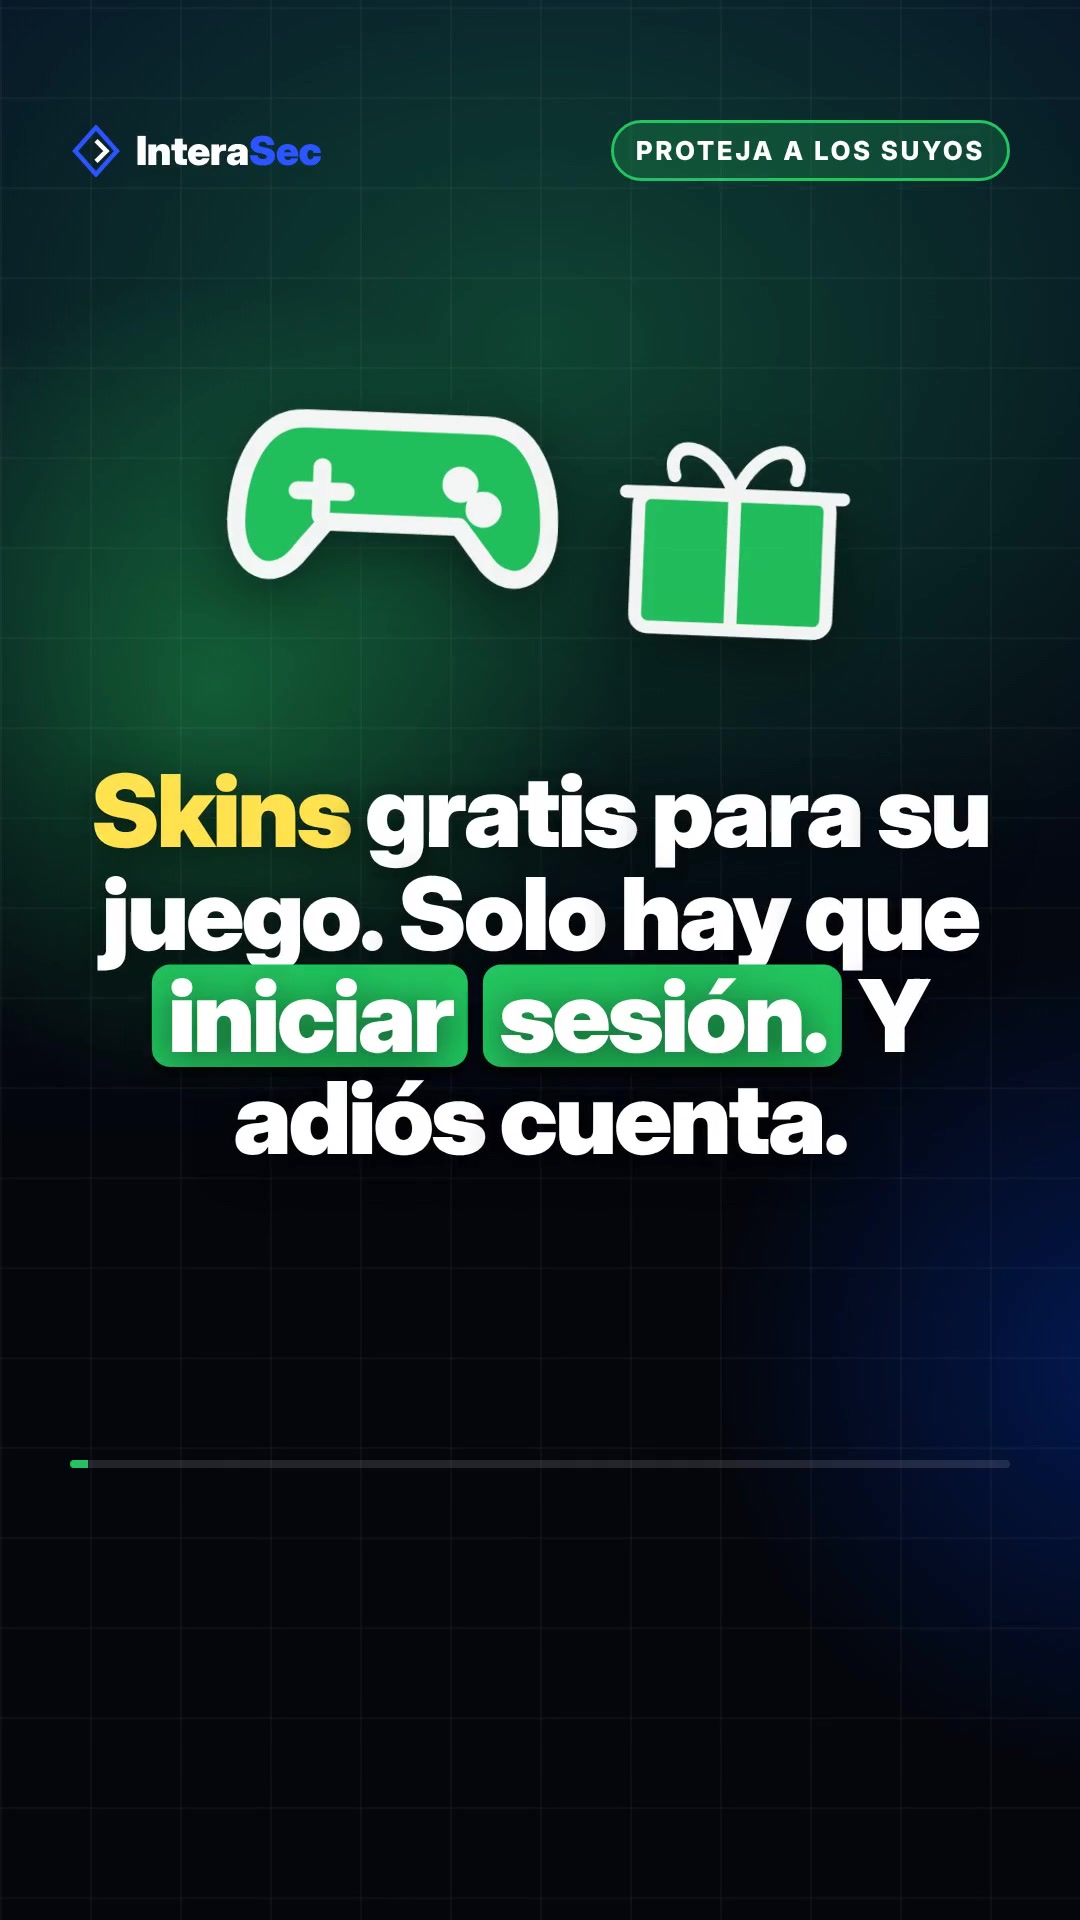 InteraSec
PROTEJA A LOS SUYOS
Skins gratis para su
juego. Solo hay que
iniciar sesión. Y
adiós cuenta.